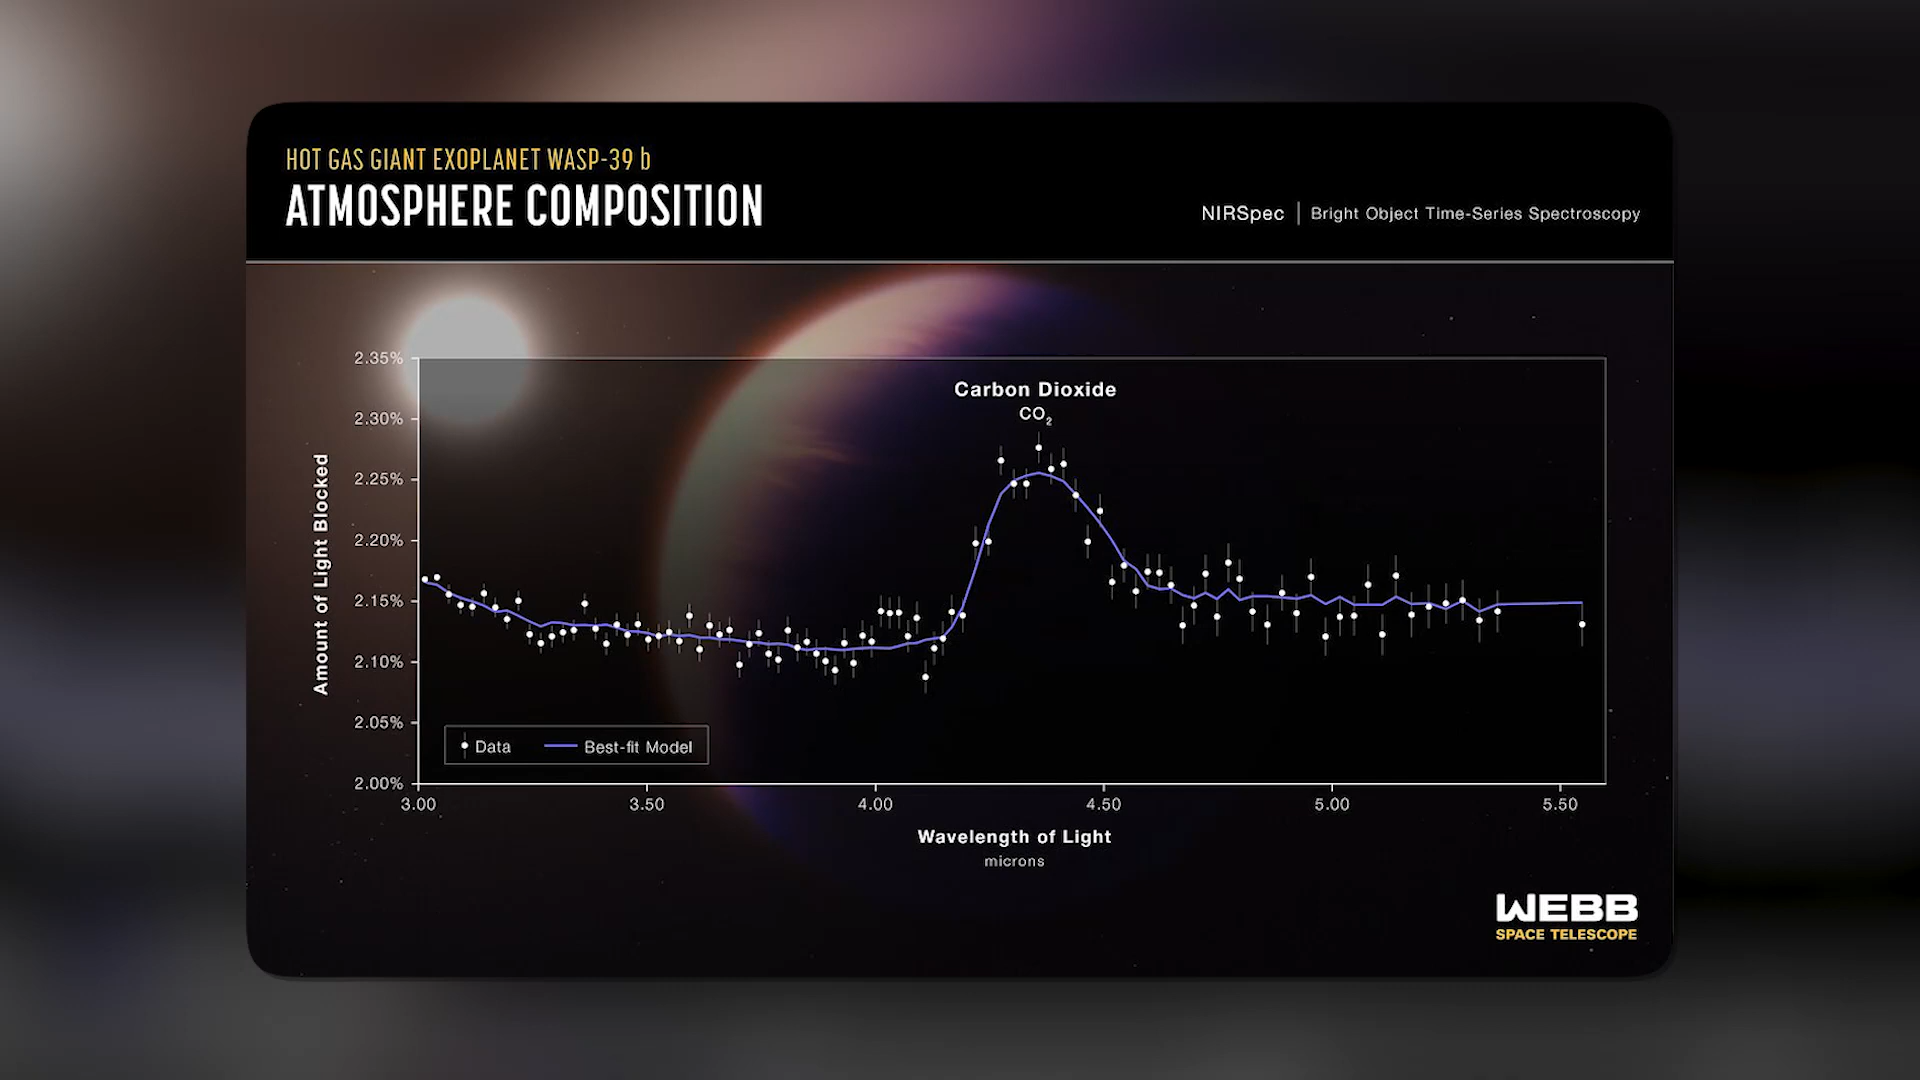 HOT GAS GIANT EXOPLANET WASP-39 b
ATMOSPHERE COMPOSITION
NIRSpec | Bright Object Time-Series Spectroscopy
Carbon Dioxide
CO₂
Amount of Light Blocked
2.35%
2.30%
2.25%
2.20%
2.15%
2.10%
2.05%
2.00%
Data
Best-fit Model
3.00 3.50 4.00 4.50 5.00 5.50
Wavelength of Light
microns
WEBB
SPACE TELESCOPE